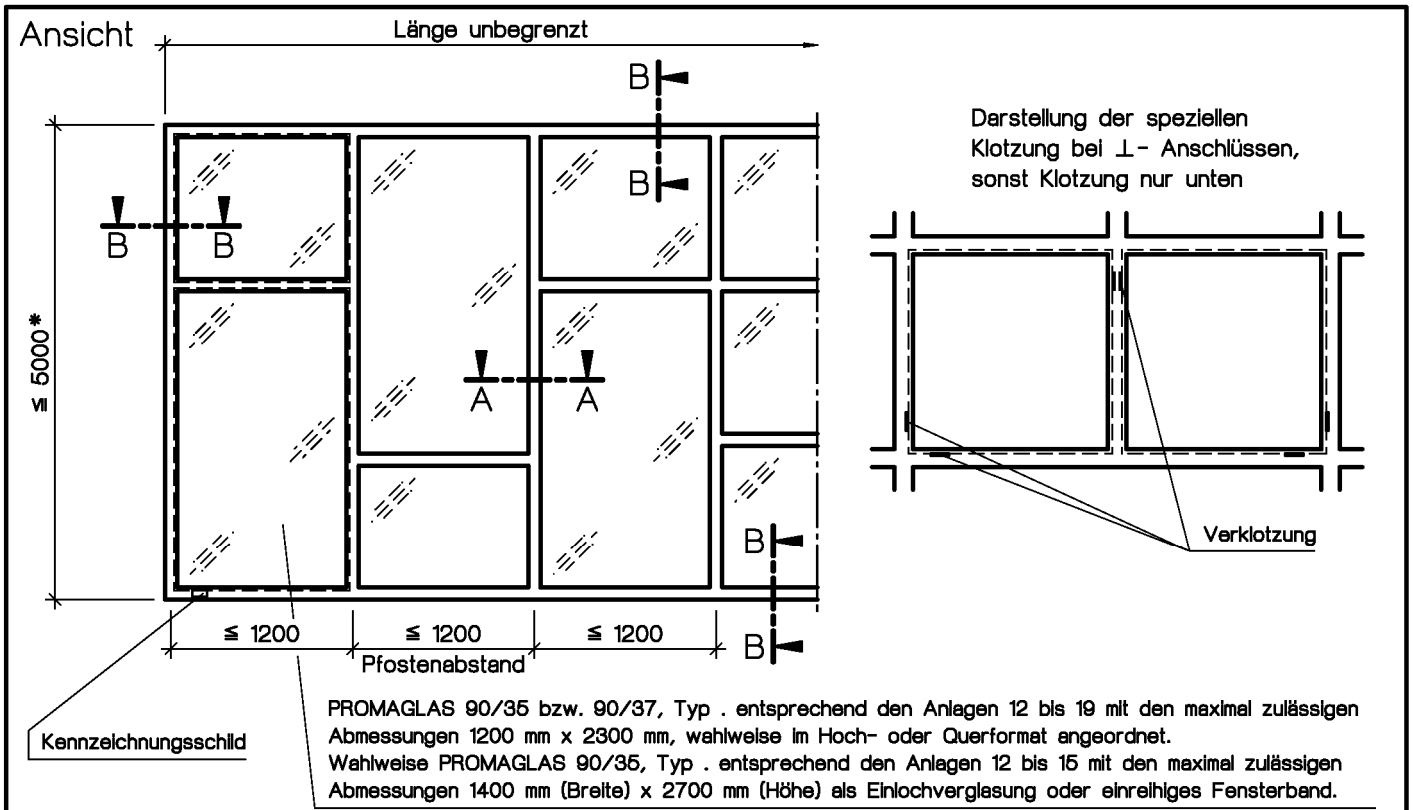 Ansicht
Länge unbegrenzt
B
B
Darstellung der speziellen
Klotzung bei ⊥- Anschlüssen,
sonst Klotzung nur unten
B B
≦ 5000*
A A
B
B
Verklotzung
≦ 1200 ≦ 1200 ≦ 1200
Pfostenabstand
Kennzeichnungsschild
PROMAGLAS 90/35 bzw. 90/37, Typ . entsprechend den Anlagen 12 bis 19 mit den maximal zulässigen
Abmessungen 1200 mm x 2300 mm, wahlweise im Hoch- oder Querformat angeordnet.
Wahlweise PROMAGLAS 90/35, Typ . entsprechend den Anlagen 12 bis 15 mit den maximal zulässigen
Abmessungen 1400 mm (Breite) x 2700 mm (Höhe) als Einlochverglasung oder einreihiges Fensterband.